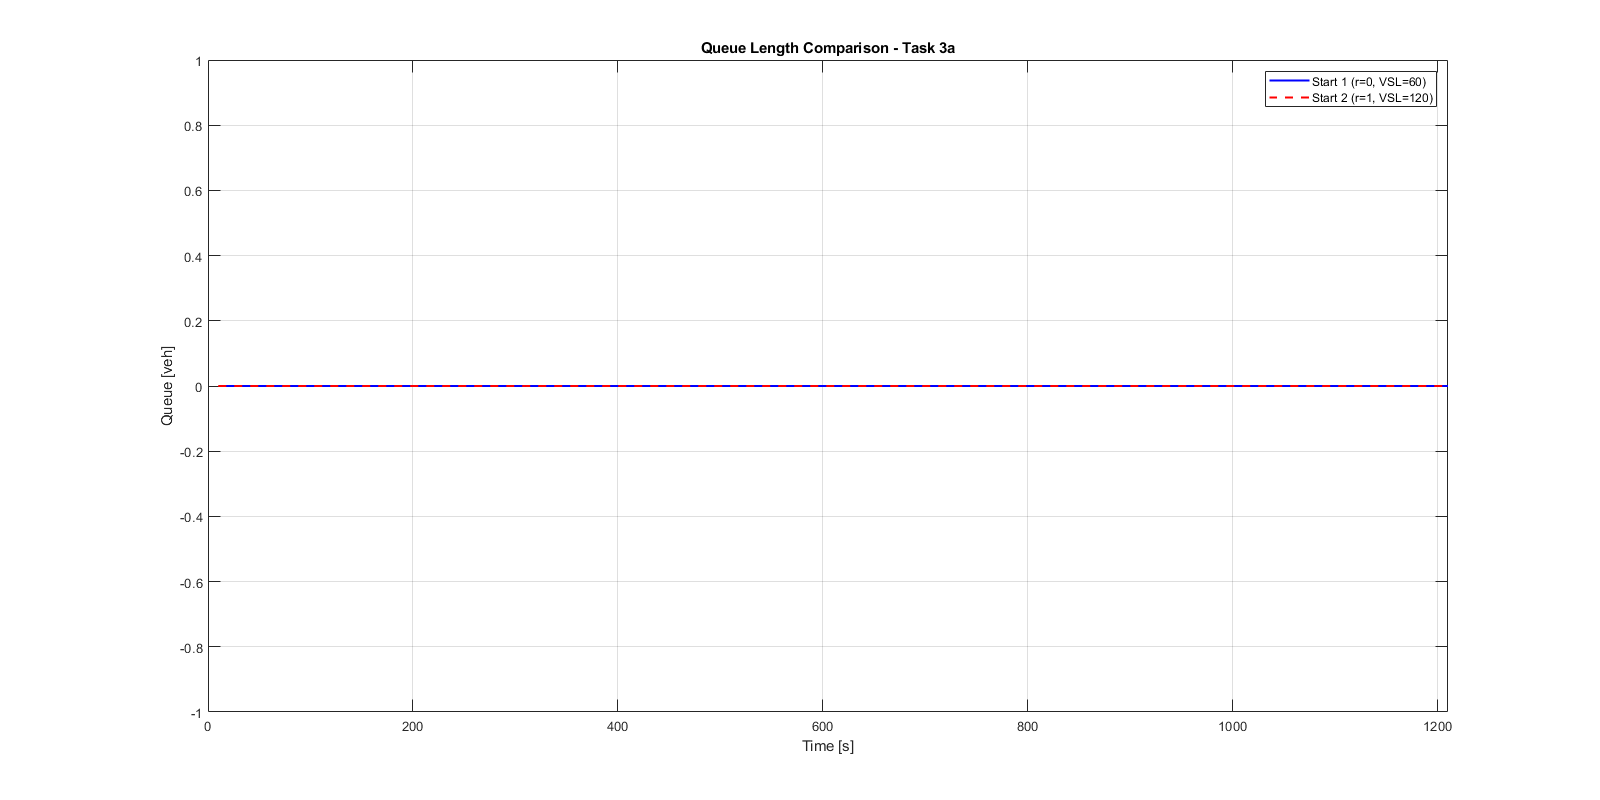 Queue Length Comparison - Task 3a
Start 1 (r=0, VSL=60)
Start 2 (r=1, VSL=120)
1
0.8
0.6
0.4
0.2
0
-0.2
-0.4
-0.6
-0.8
-1
Queue [veh]
0 200 400 600 800 1000 1200
Time [s]